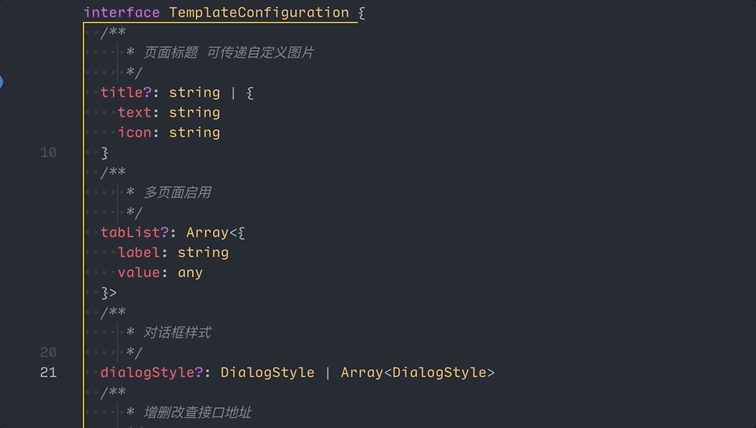 interface TemplateConfiguration {
/**
* 页面标题 可传递自定义图片
*/
title?: string | {
text: string
icon: string
10 }
/**
* 多页面启用
*/
tabList?: Array<{
label: string
value: any
}>
/**
* 对话框样式
20 */
21 dialogStyle?: DialogStyle | Array<DialogStyle>
/**
* 增删改查接口地址